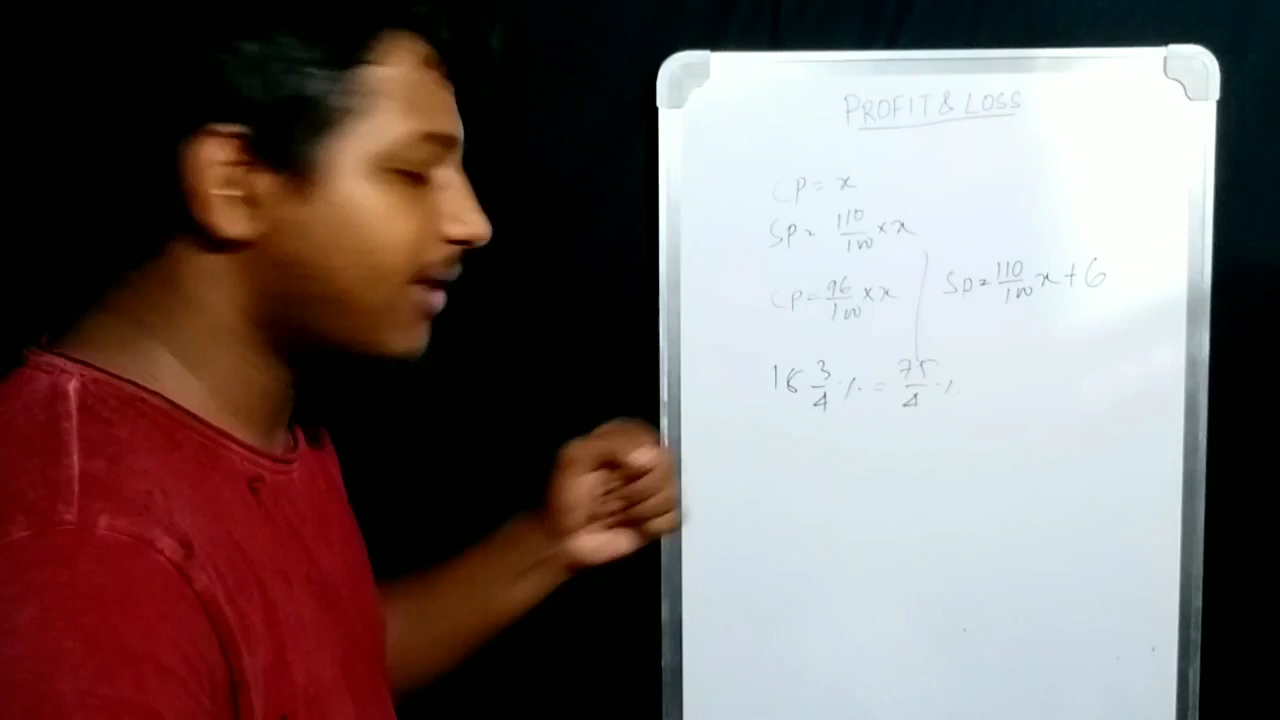 PROFIT & LOSS
CP = x
SP = 110/100 × x
CP = 96/100 × x
SP = 110/100 x + 6
18 3/4 % = 75/4 %